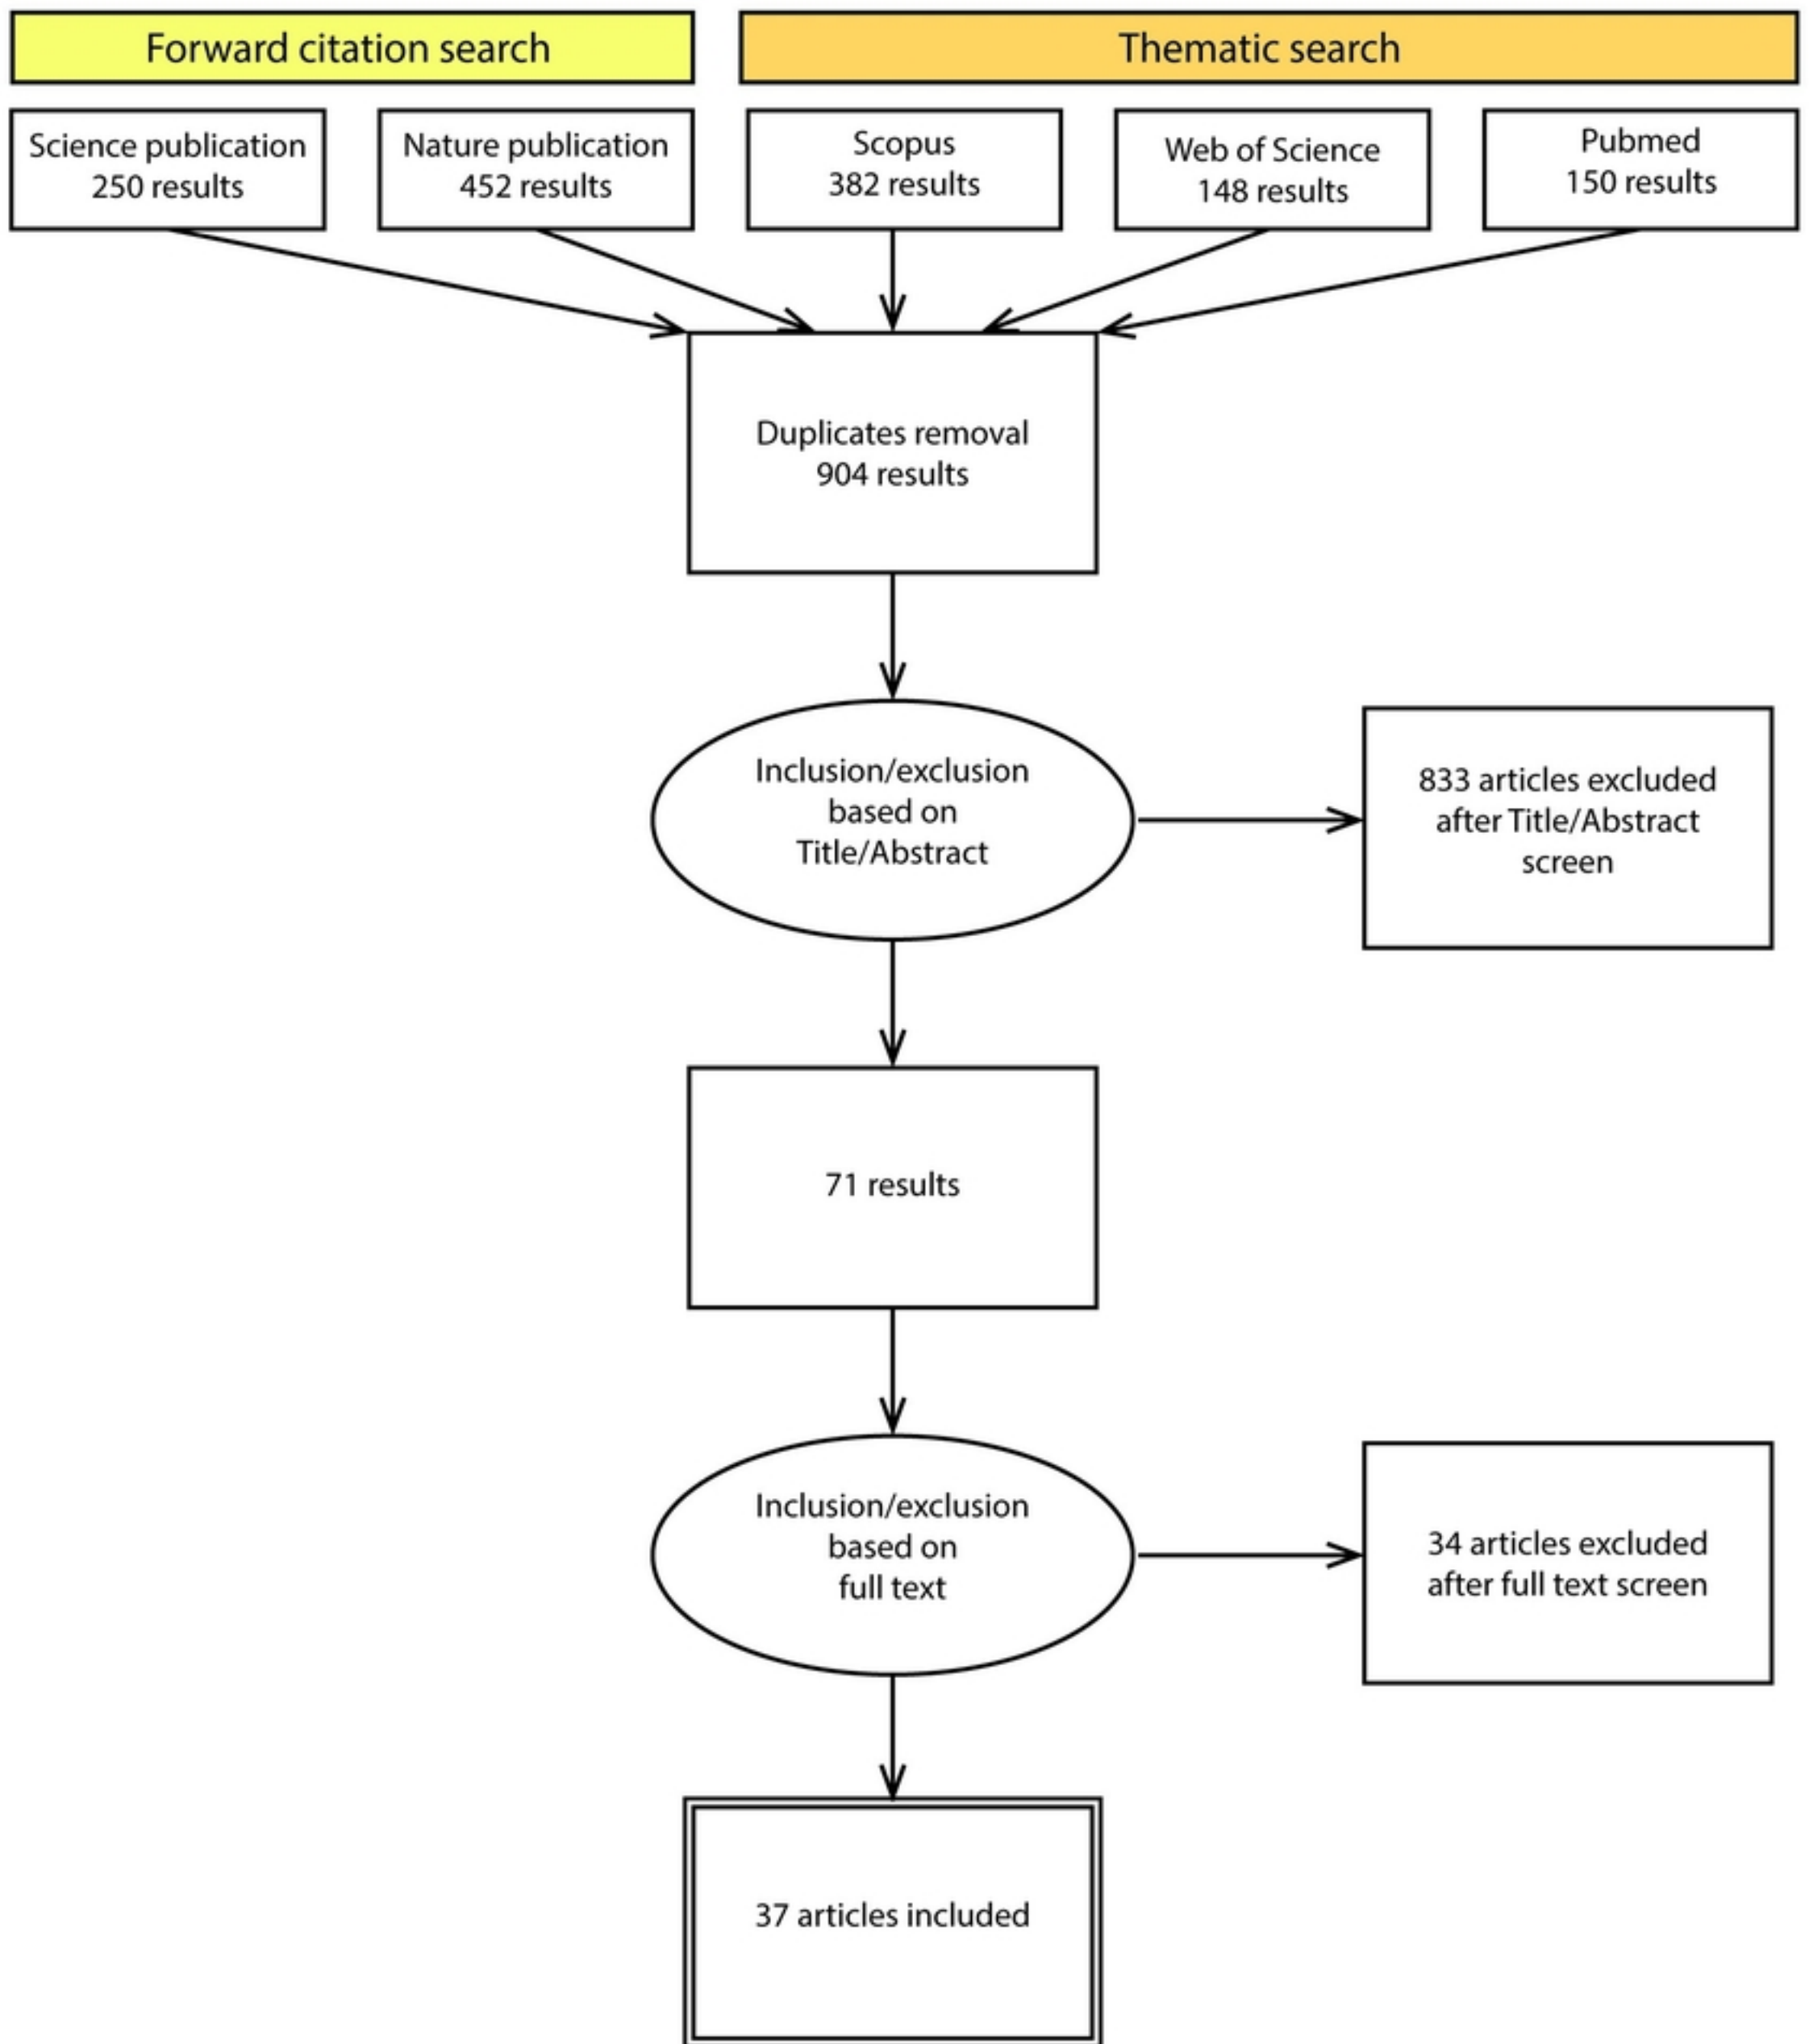 Forward citation search
Thematic search
Science publication
250 results
Nature publication
452 results
Scopus
382 results
Web of Science
148 results
Pubmed
150 results
Duplicates removal
904 results
Inclusion/exclusion
based on
Title/Abstract
833 articles excluded
after Title/Abstract
screen
71 results
Inclusion/exclusion
based on
full text
34 articles excluded
after full text screen
37 articles included